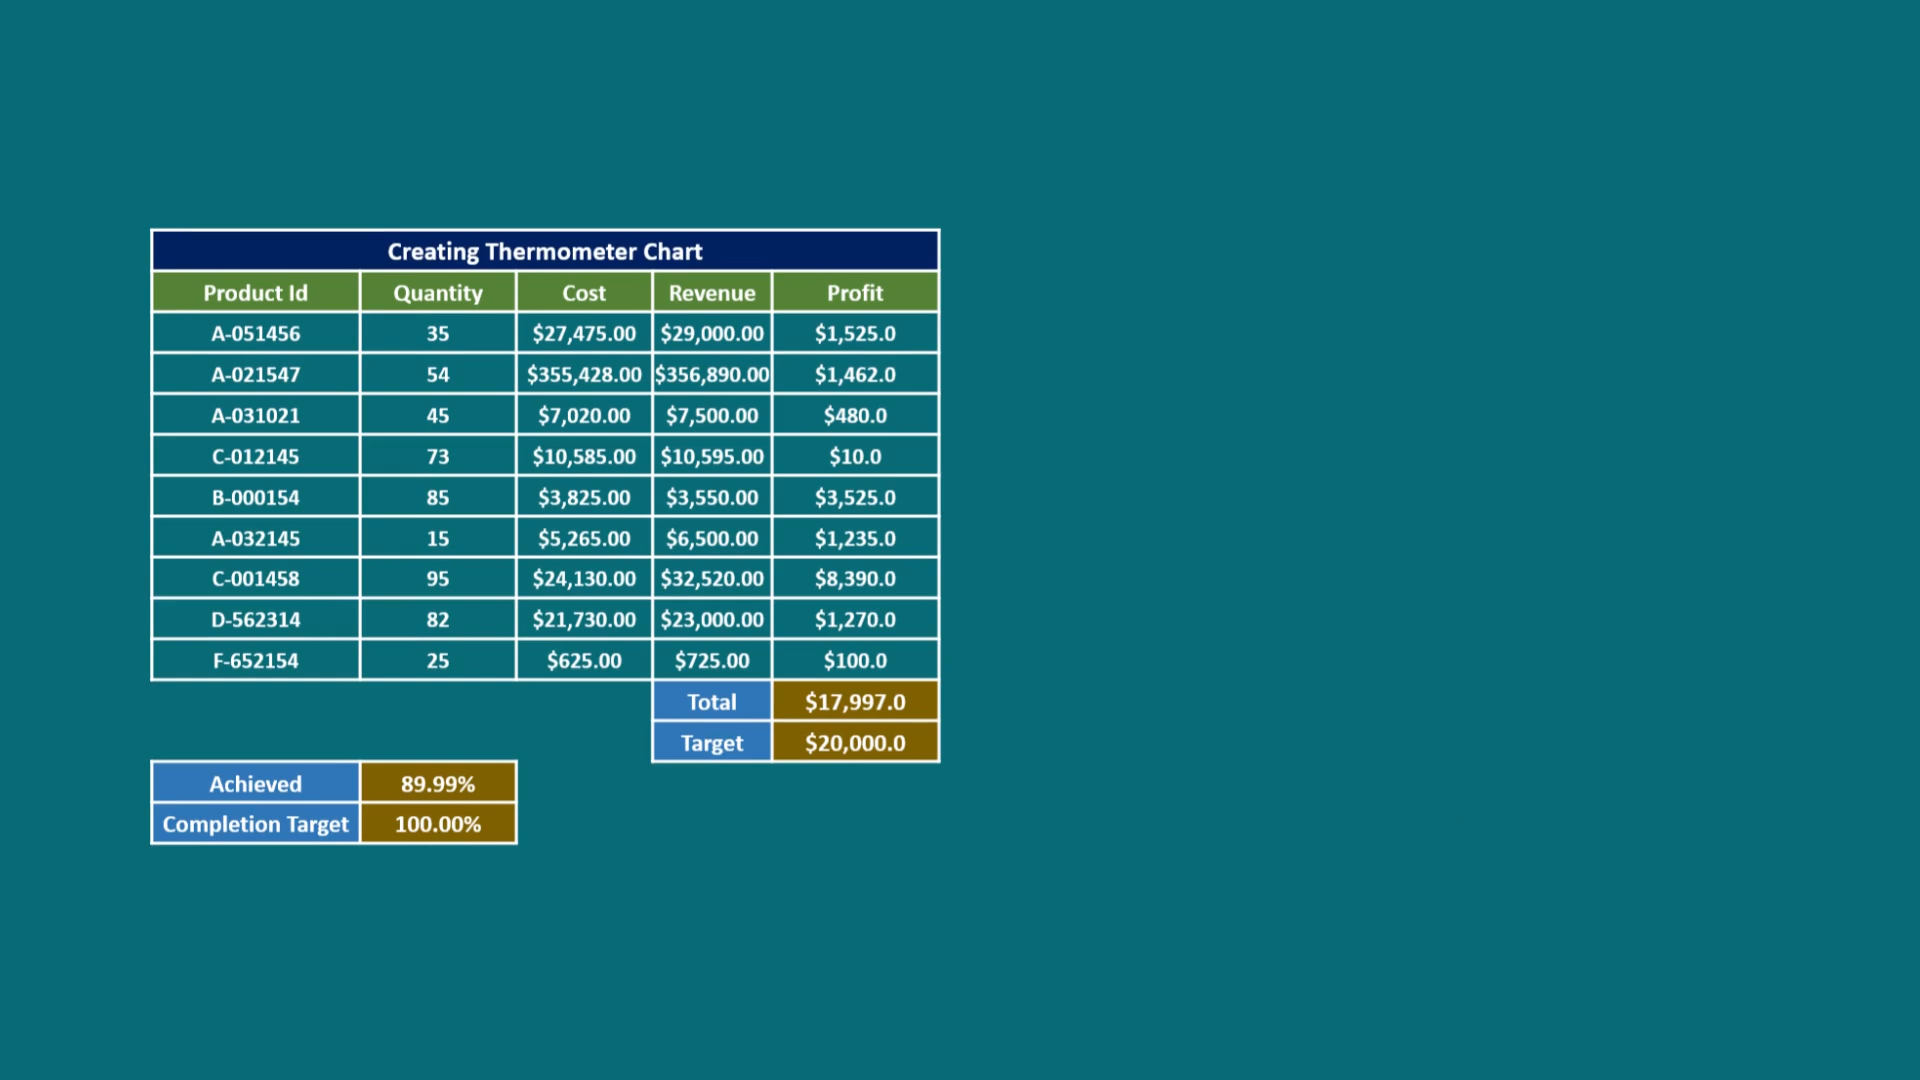 Creating Thermometer Chart
Product Id Quantity Cost Revenue Profit
A-051456 35 $27,475.00 $29,000.00 $1,525.0
A-021547 54 $355,428.00 $356,890.00 $1,462.0
A-031021 45 $7,020.00 $7,500.00 $480.0
C-012145 73 $10,585.00 $10,595.00 $10.0
B-000154 85 $3,825.00 $3,550.00 $3,525.0
A-032145 15 $5,265.00 $6,500.00 $1,235.0
C-001458 95 $24,130.00 $32,520.00 $8,390.0
D-562314 82 $21,730.00 $23,000.00 $1,270.0
F-652154 25 $625.00 $725.00 $100.0
Total $17,997.0
Target $20,000.0
Achieved 89.99%
Completion Target 100.00%